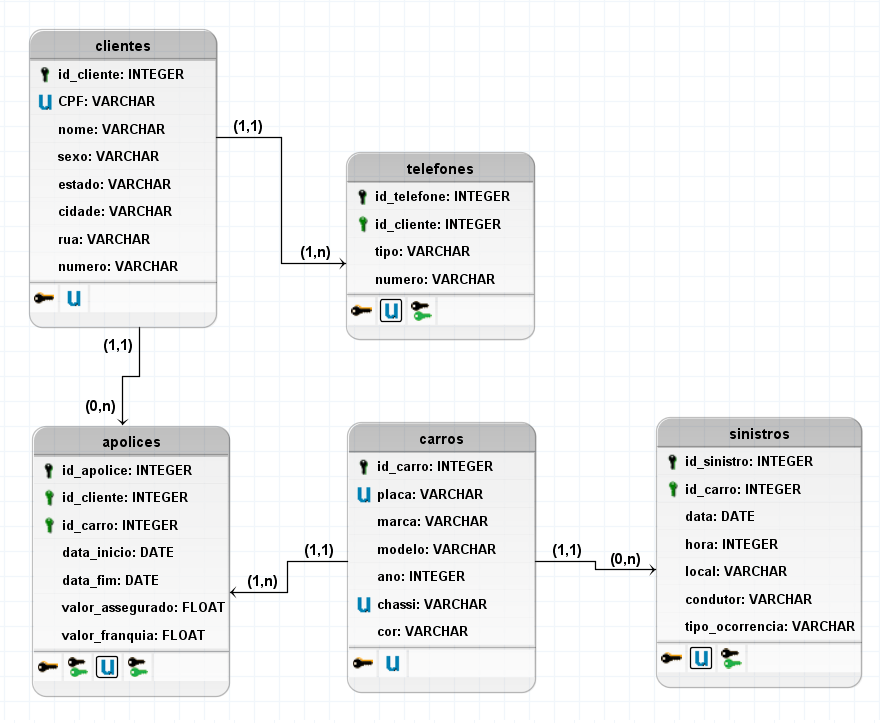 clientes
id_cliente: INTEGER
U CPF: VARCHAR
nome: VARCHAR
sexo: VARCHAR
estado: VARCHAR
cidade: VARCHAR
rua: VARCHAR
numero: VARCHAR
U
(1,1)
(1,n)
telefones
id_telefone: INTEGER
id_cliente: INTEGER
tipo: VARCHAR
numero: VARCHAR
U
(1,1)
(0,n)
apolices
id_apolice: INTEGER
id_cliente: INTEGER
id_carro: INTEGER
data_inicio: DATE
data_fim: DATE
valor_assegurado: FLOAT
valor_franquia: FLOAT
U
(1,1)
(1,n)
carros
id_carro: INTEGER
U placa: VARCHAR
marca: VARCHAR
modelo: VARCHAR
ano: INTEGER
U chassi: VARCHAR
cor: VARCHAR
U
(1,1)
(0,n)
sinistros
id_sinistro: INTEGER
id_carro: INTEGER
data: DATE
hora: INTEGER
local: VARCHAR
condutor: VARCHAR
tipo_ocorrencia: VARCHAR
U